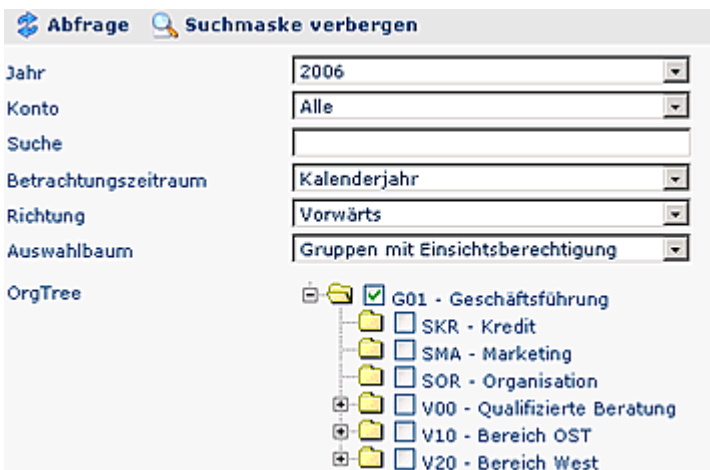 Abfrage Suchmaske verbergen
Jahr 2006
Konto Alle
Suche
Betrachtungszeitraum Kalenderjahr
Richtung Vorwärts
Auswahlbaum Gruppen mit Einsichtsberechtigung
OrgTree G01 - Geschäftsführung
SKR - Kredit
SMA - Marketing
SOR - Organisation
V00 - Qualifizierte Beratung
V10 - Bereich OST
V20 - Bereich West